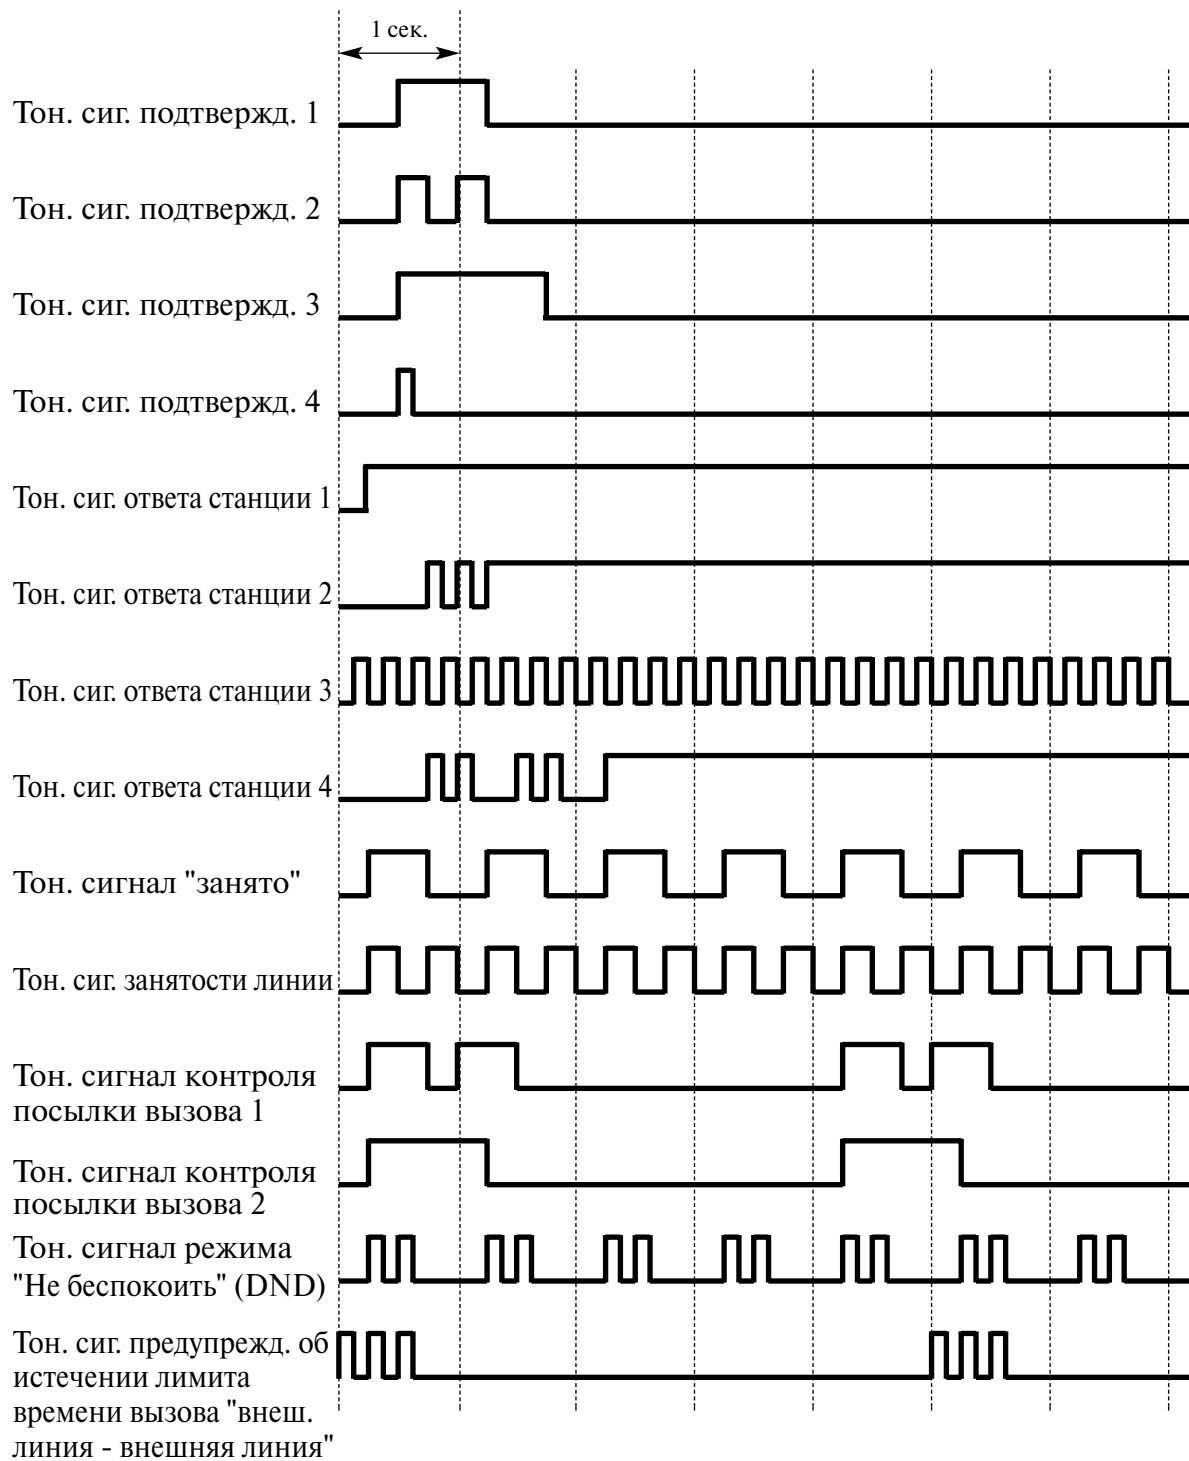 1 сек.
Тон. сиг. подтвержд. 1
Тон. сиг. подтвержд. 2
Тон. сиг. подтвержд. 3
Тон. сиг. подтвержд. 4
Тон. сиг. ответа станции 1
Тон. сиг. ответа станции 2
Тон. сиг. ответа станции 3
Тон. сиг. ответа станции 4
Тон. сигнал "занято"
Тон. сиг. занятости линии
Тон. сигнал контроля
посылки вызова 1
Тон. сигнал контроля
посылки вызова 2
Тон. сигнал режима
"Не беспокоить" (DND)
Тон. сиг. предупрежд. об
истечении лимита
времени вызова "внеш.
линия - внешняя линия"